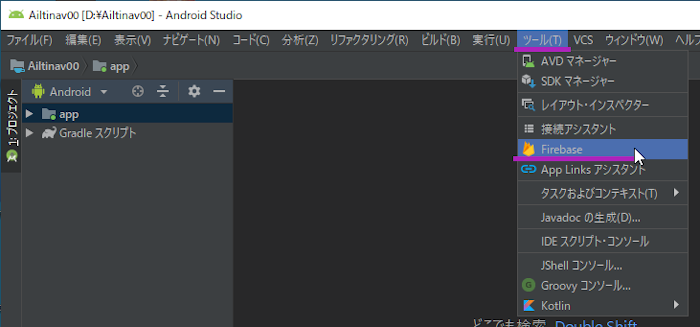 Ailtinav00 [D:¥Ailtinav00] - Android Studio
ファイル(F) 編集(E) 表示(V) ナビゲート(N) コード(C) 分析(Z) リファクタリング(R) ビルド(B) 実行(U) ツール(T) VCS ウィンドウ(W) ヘルプ
Ailtinav00 app
1: プロジェクト
Android
app
Gradle スクリプト
AVD マネージャー
SDK マネージャー
レイアウト・インスペクター
接続アシスタント
Firebase
App Links アシスタント
タスクおよびコンテキスト(T)
Javadoc の生成(D)...
IDE スクリプト・コンソール
JShell コンソール...
Groovy コンソール...
Kotlin
どこでも検索 Double Shift